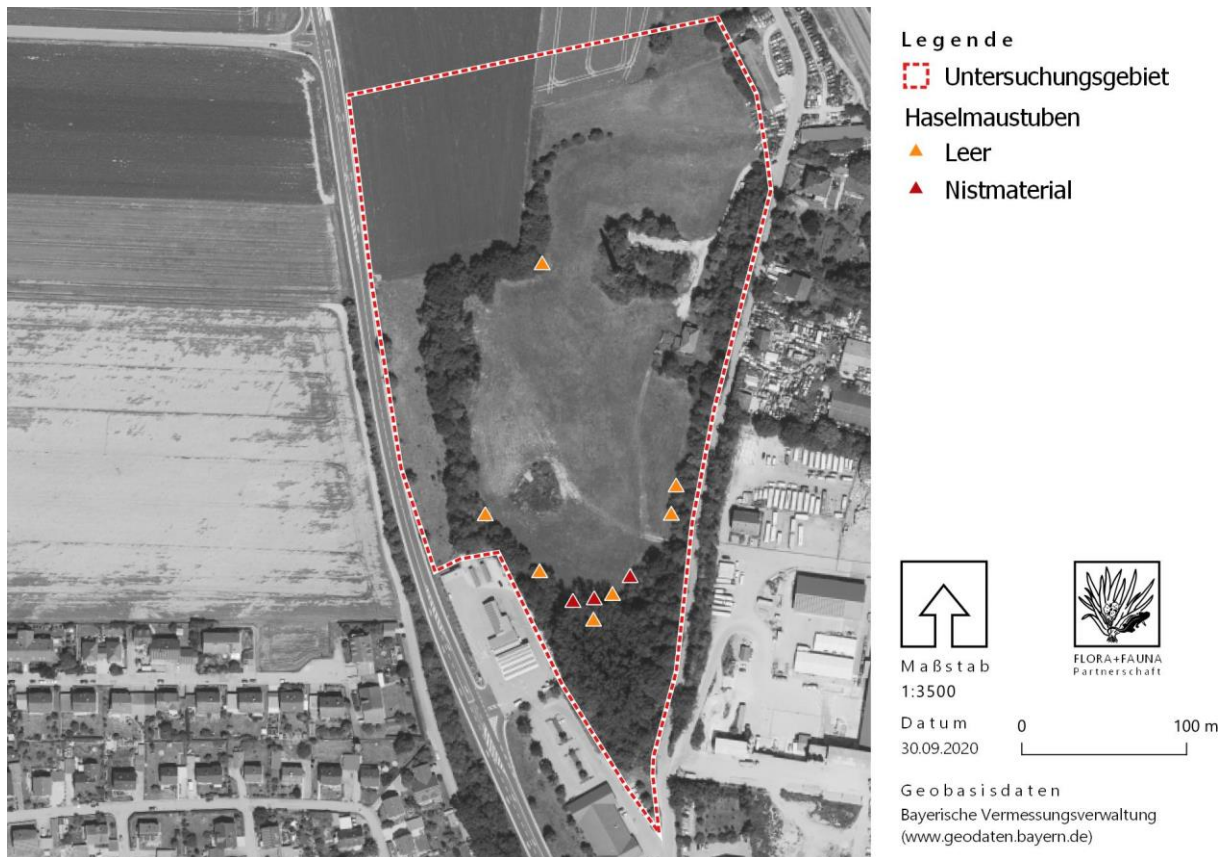 Legende
Untersuchungsgebiet
Haselmaustuben
Leer
Nistmaterial
Maßstab
1:3500
FLORA+FAUNA
Partnerschaft
Datum
30.09.2020
0 100 m
Geobasisdaten
Bayerische Vermessungsverwaltung
(www.geodaten.bayern.de)